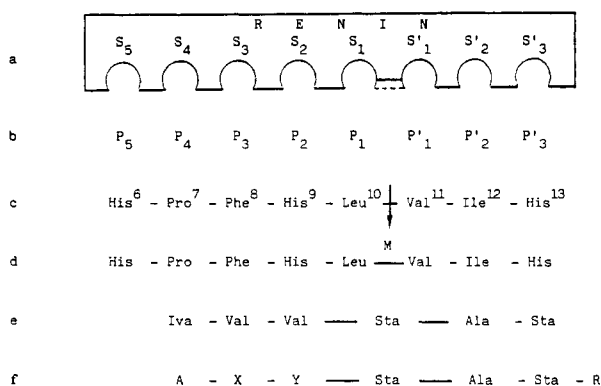 R E N I N
a S5 S4 S3 S2 S1 S'1 S'2 S'3
b P5 P4 P3 P2 P1 P'1 P'2 P'3
c His6 - Pro7 - Phe8 - His9 - Leu10 Val11 - Ile12 - His13
M
d His - Pro - Phe - His - Leu — Val - Ile - His
e Iva - Val - Val — Sta — Ala - Sta
f A - X - Y — Sta — Ala - Sta - R